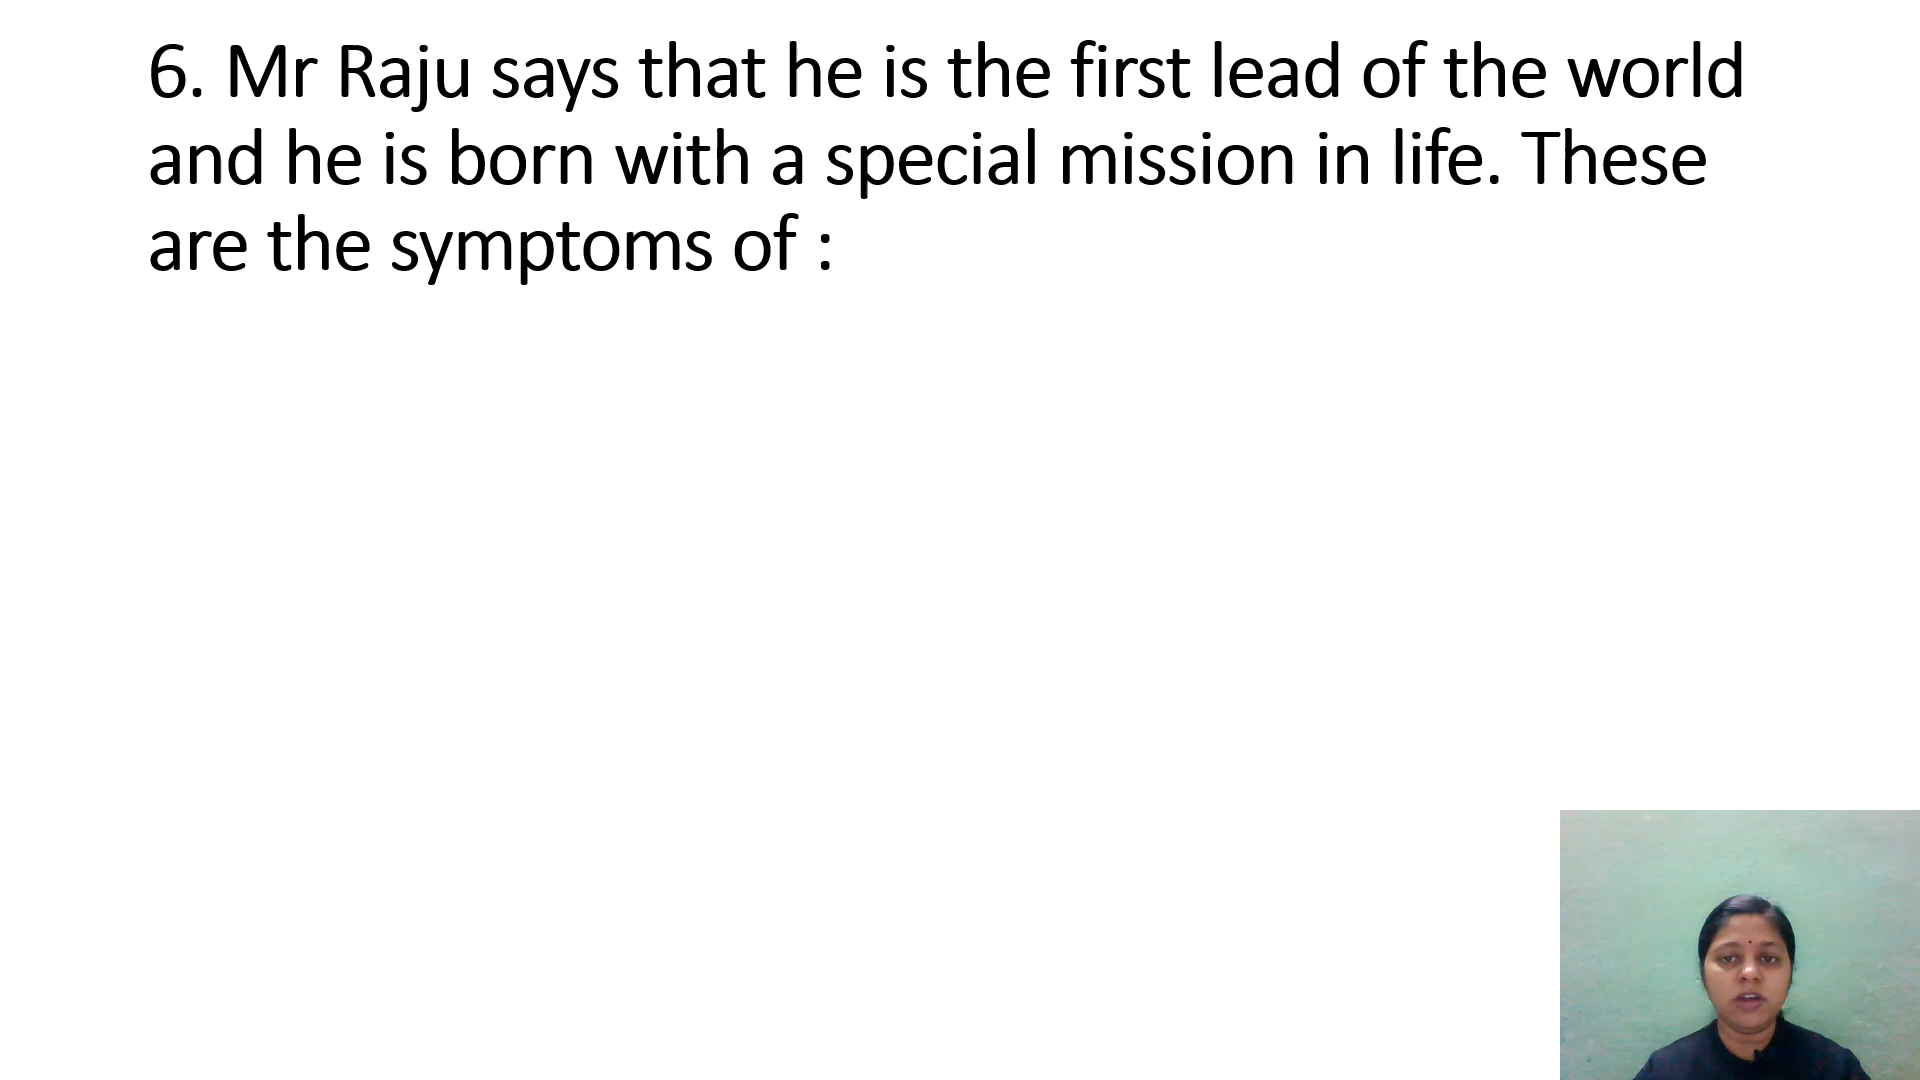 6. Mr Raju says that he is the first lead of the world
and he is born with a special mission in life. These
are the symptoms of :